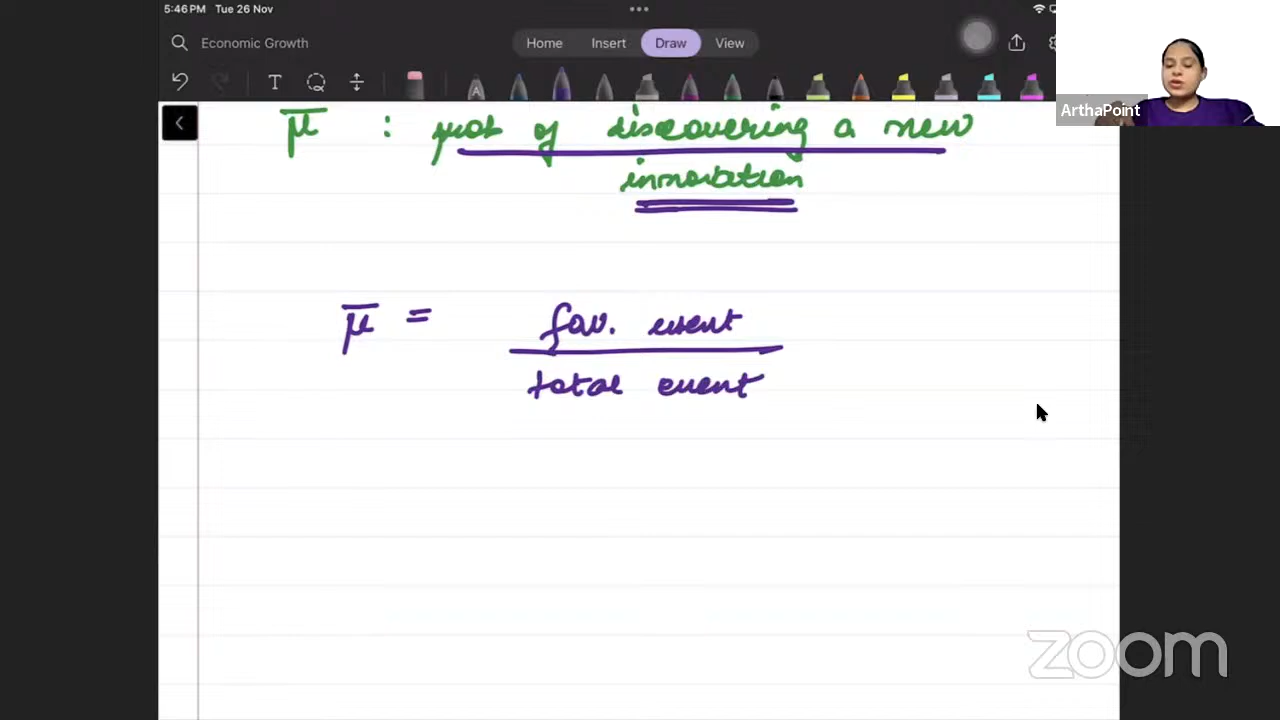 5:46 PM Tue 26 Nov
Economic Growth
Home Insert Draw View
T
A
ArthaPoint
μ̅ : prob of discovering a new
innovation
μ̅ = fav. event
total event
zoom